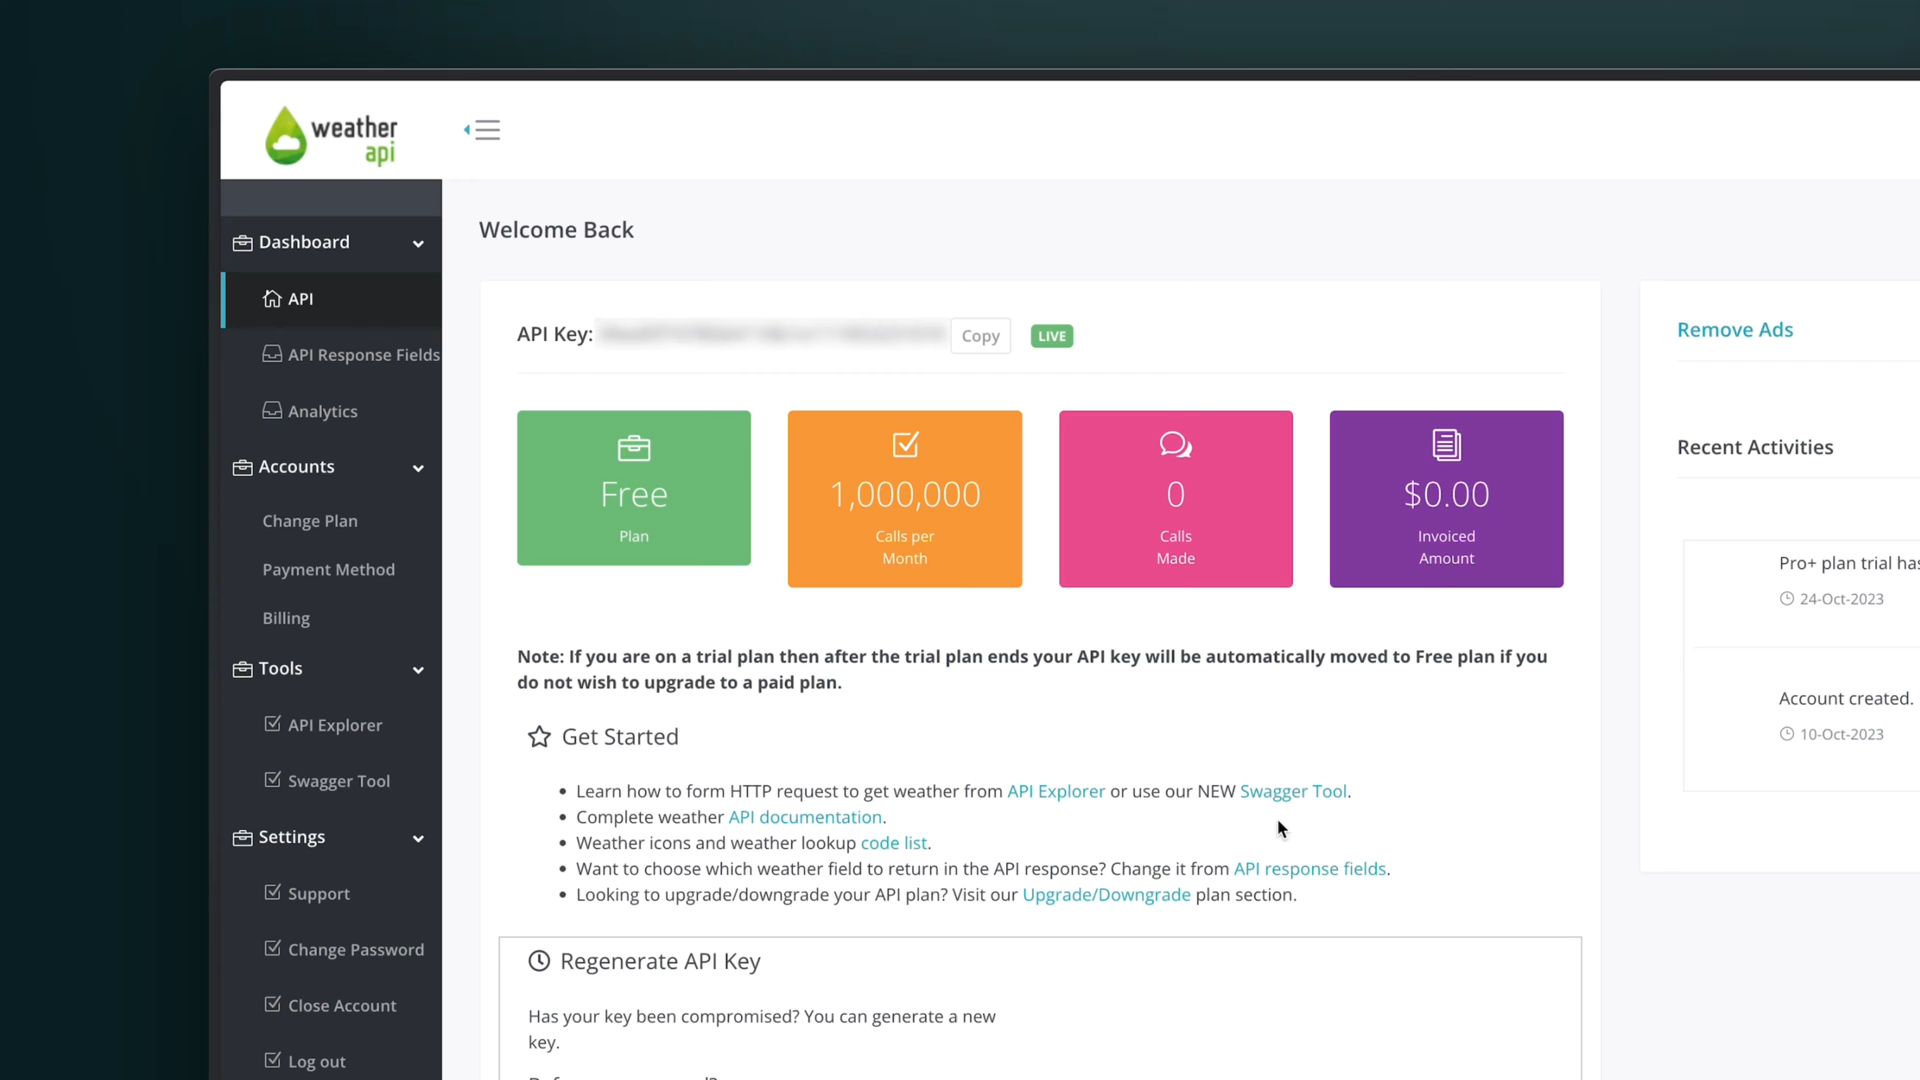 weather
api
Dashboard
API
API Response Fields
Analytics
Accounts
Change Plan
Payment Method
Billing
Tools
API Explorer
Swagger Tool
Settings
Support
Change Password
Close Account
Log out
Welcome Back
API Key:
Copy
LIVE
Free
Plan
1,000,000
Calls per
Month
0
Calls
Made
$0.00
Invoiced
Amount
Note: If you are on a trial plan then after the trial plan ends your API key will be automatically moved to Free plan if you
do not wish to upgrade to a paid plan.
Get Started
• Learn how to form HTTP request to get weather from API Explorer or use our NEW Swagger Tool.
• Complete weather API documentation.
• Weather icons and weather lookup code list.
• Want to choose which weather field to return in the API response? Change it from API response fields.
• Looking to upgrade/downgrade your API plan? Visit our Upgrade/Downgrade plan section.
Regenerate API Key
Has your key been compromised? You can generate a new
key.
Remove Ads
Recent Activities
Pro+ plan trial has
24-Oct-2023
Account created.
10-Oct-2023